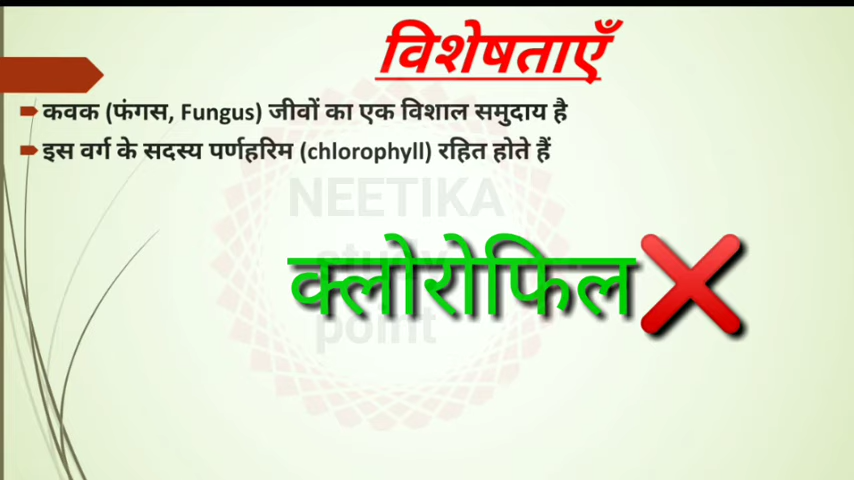 विशेषताएँ
कवक (फंगस, Fungus) जीवों का एक विशाल समुदाय है
इस वर्ग के सदस्य पर्णहरिम (chlorophyll) रहित होते हैं
NEETIKA
study
क्लोरोफिल
point